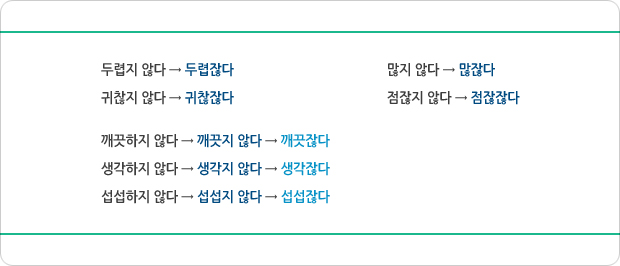 두렵지 않다 → 두렵잖다 많지 않다 → 많잖다
귀찮지 않다 → 귀찮잖다 점잖지 않다 → 점잖잖다
깨끗하지 않다 → 깨끗지 않다 → 깨끗잖다
생각하지 않다 → 생각지 않다 → 생각잖다
섭섭하지 않다 → 섭섭지 않다 → 섭섭잖다